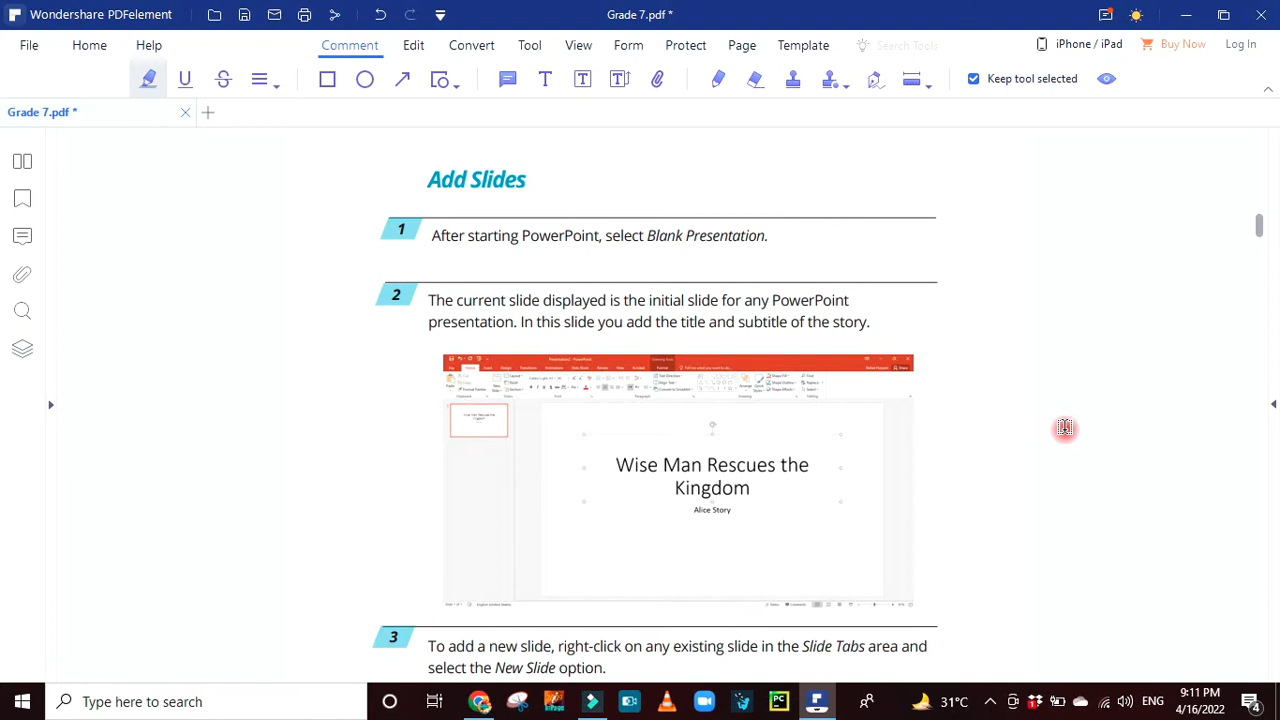 Wondershare PDFelement
Grade 7.pdf *
File Home Help Comment Edit Convert Tool View Form Protect Page Template Search Tools iPhone / iPad Buy Now Log In
Keep tool selected
Grade 7.pdf *
Add Slides
1 After starting PowerPoint, select Blank Presentation.
2 The current slide displayed is the initial slide for any PowerPoint
presentation. In this slide you add the title and subtitle of the story.
Wise Man Rescues the
Kingdom
Alice Story
3 To add a new slide, right-click on any existing slide in the Slide Tabs area and
select the New Slide option.
Type here to search
31°C
ENG
9:11 PM
4/16/2022
4